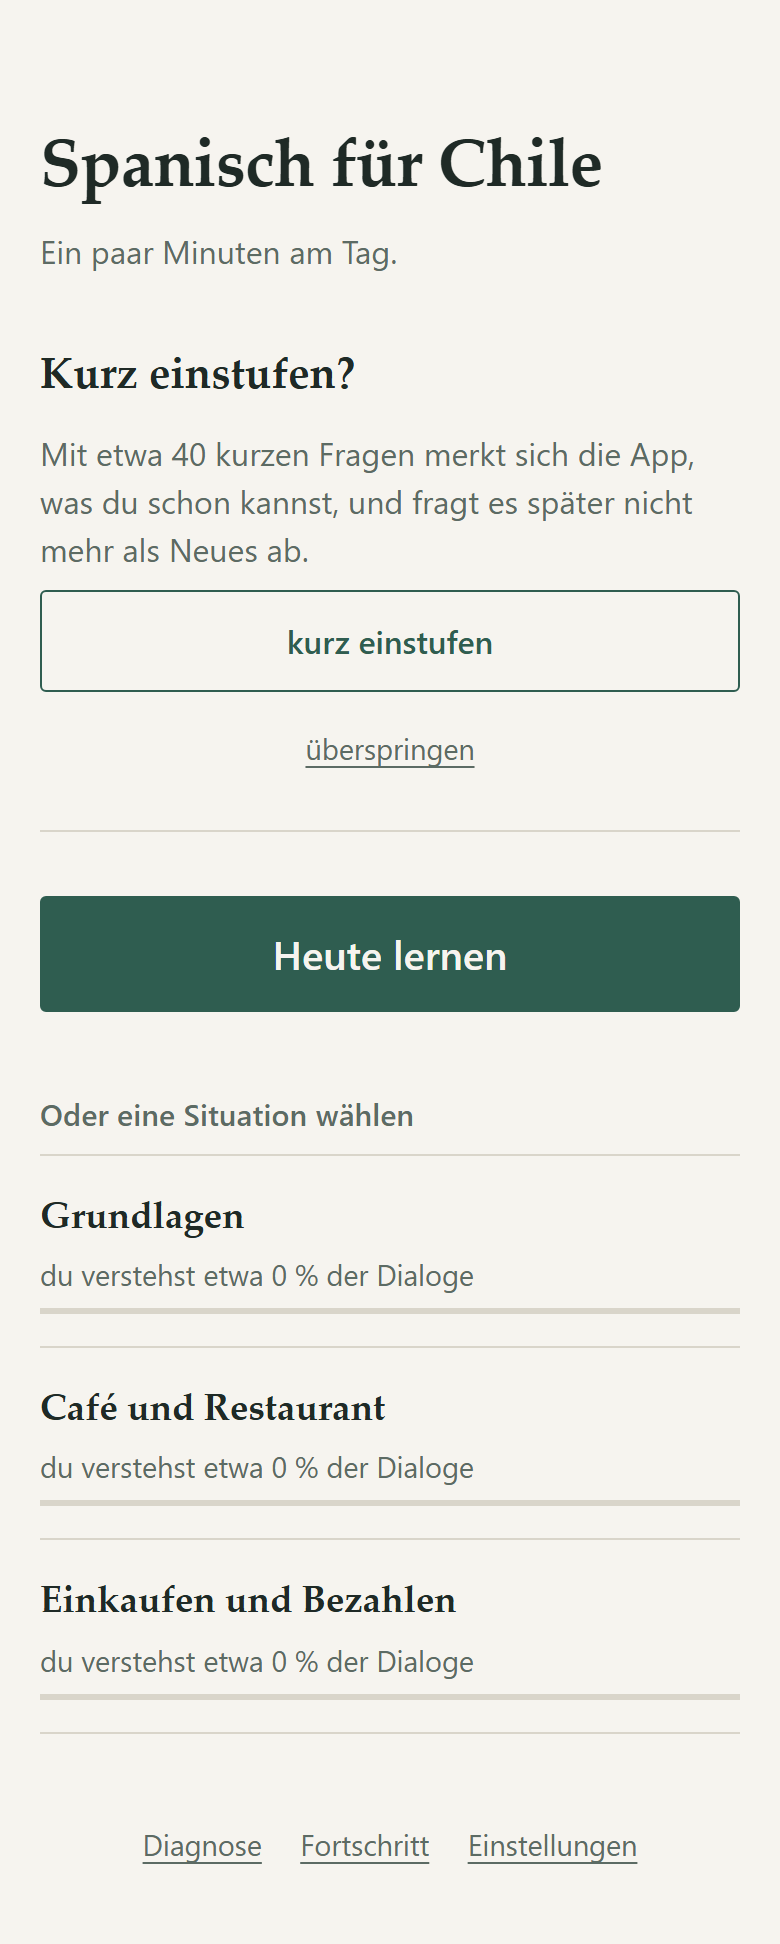 Spanisch für Chile
Ein paar Minuten am Tag.
Kurz einstufen?
Mit etwa 40 kurzen Fragen merkt sich die App,
was du schon kannst, und fragt es später nicht
mehr als Neues ab.
kurz einstufen
überspringen
Heute lernen
Oder eine Situation wählen
Grundlagen
du verstehst etwa 0 % der Dialoge
Café und Restaurant
du verstehst etwa 0 % der Dialoge
Einkaufen und Bezahlen
du verstehst etwa 0 % der Dialoge
Diagnose Fortschritt Einstellungen